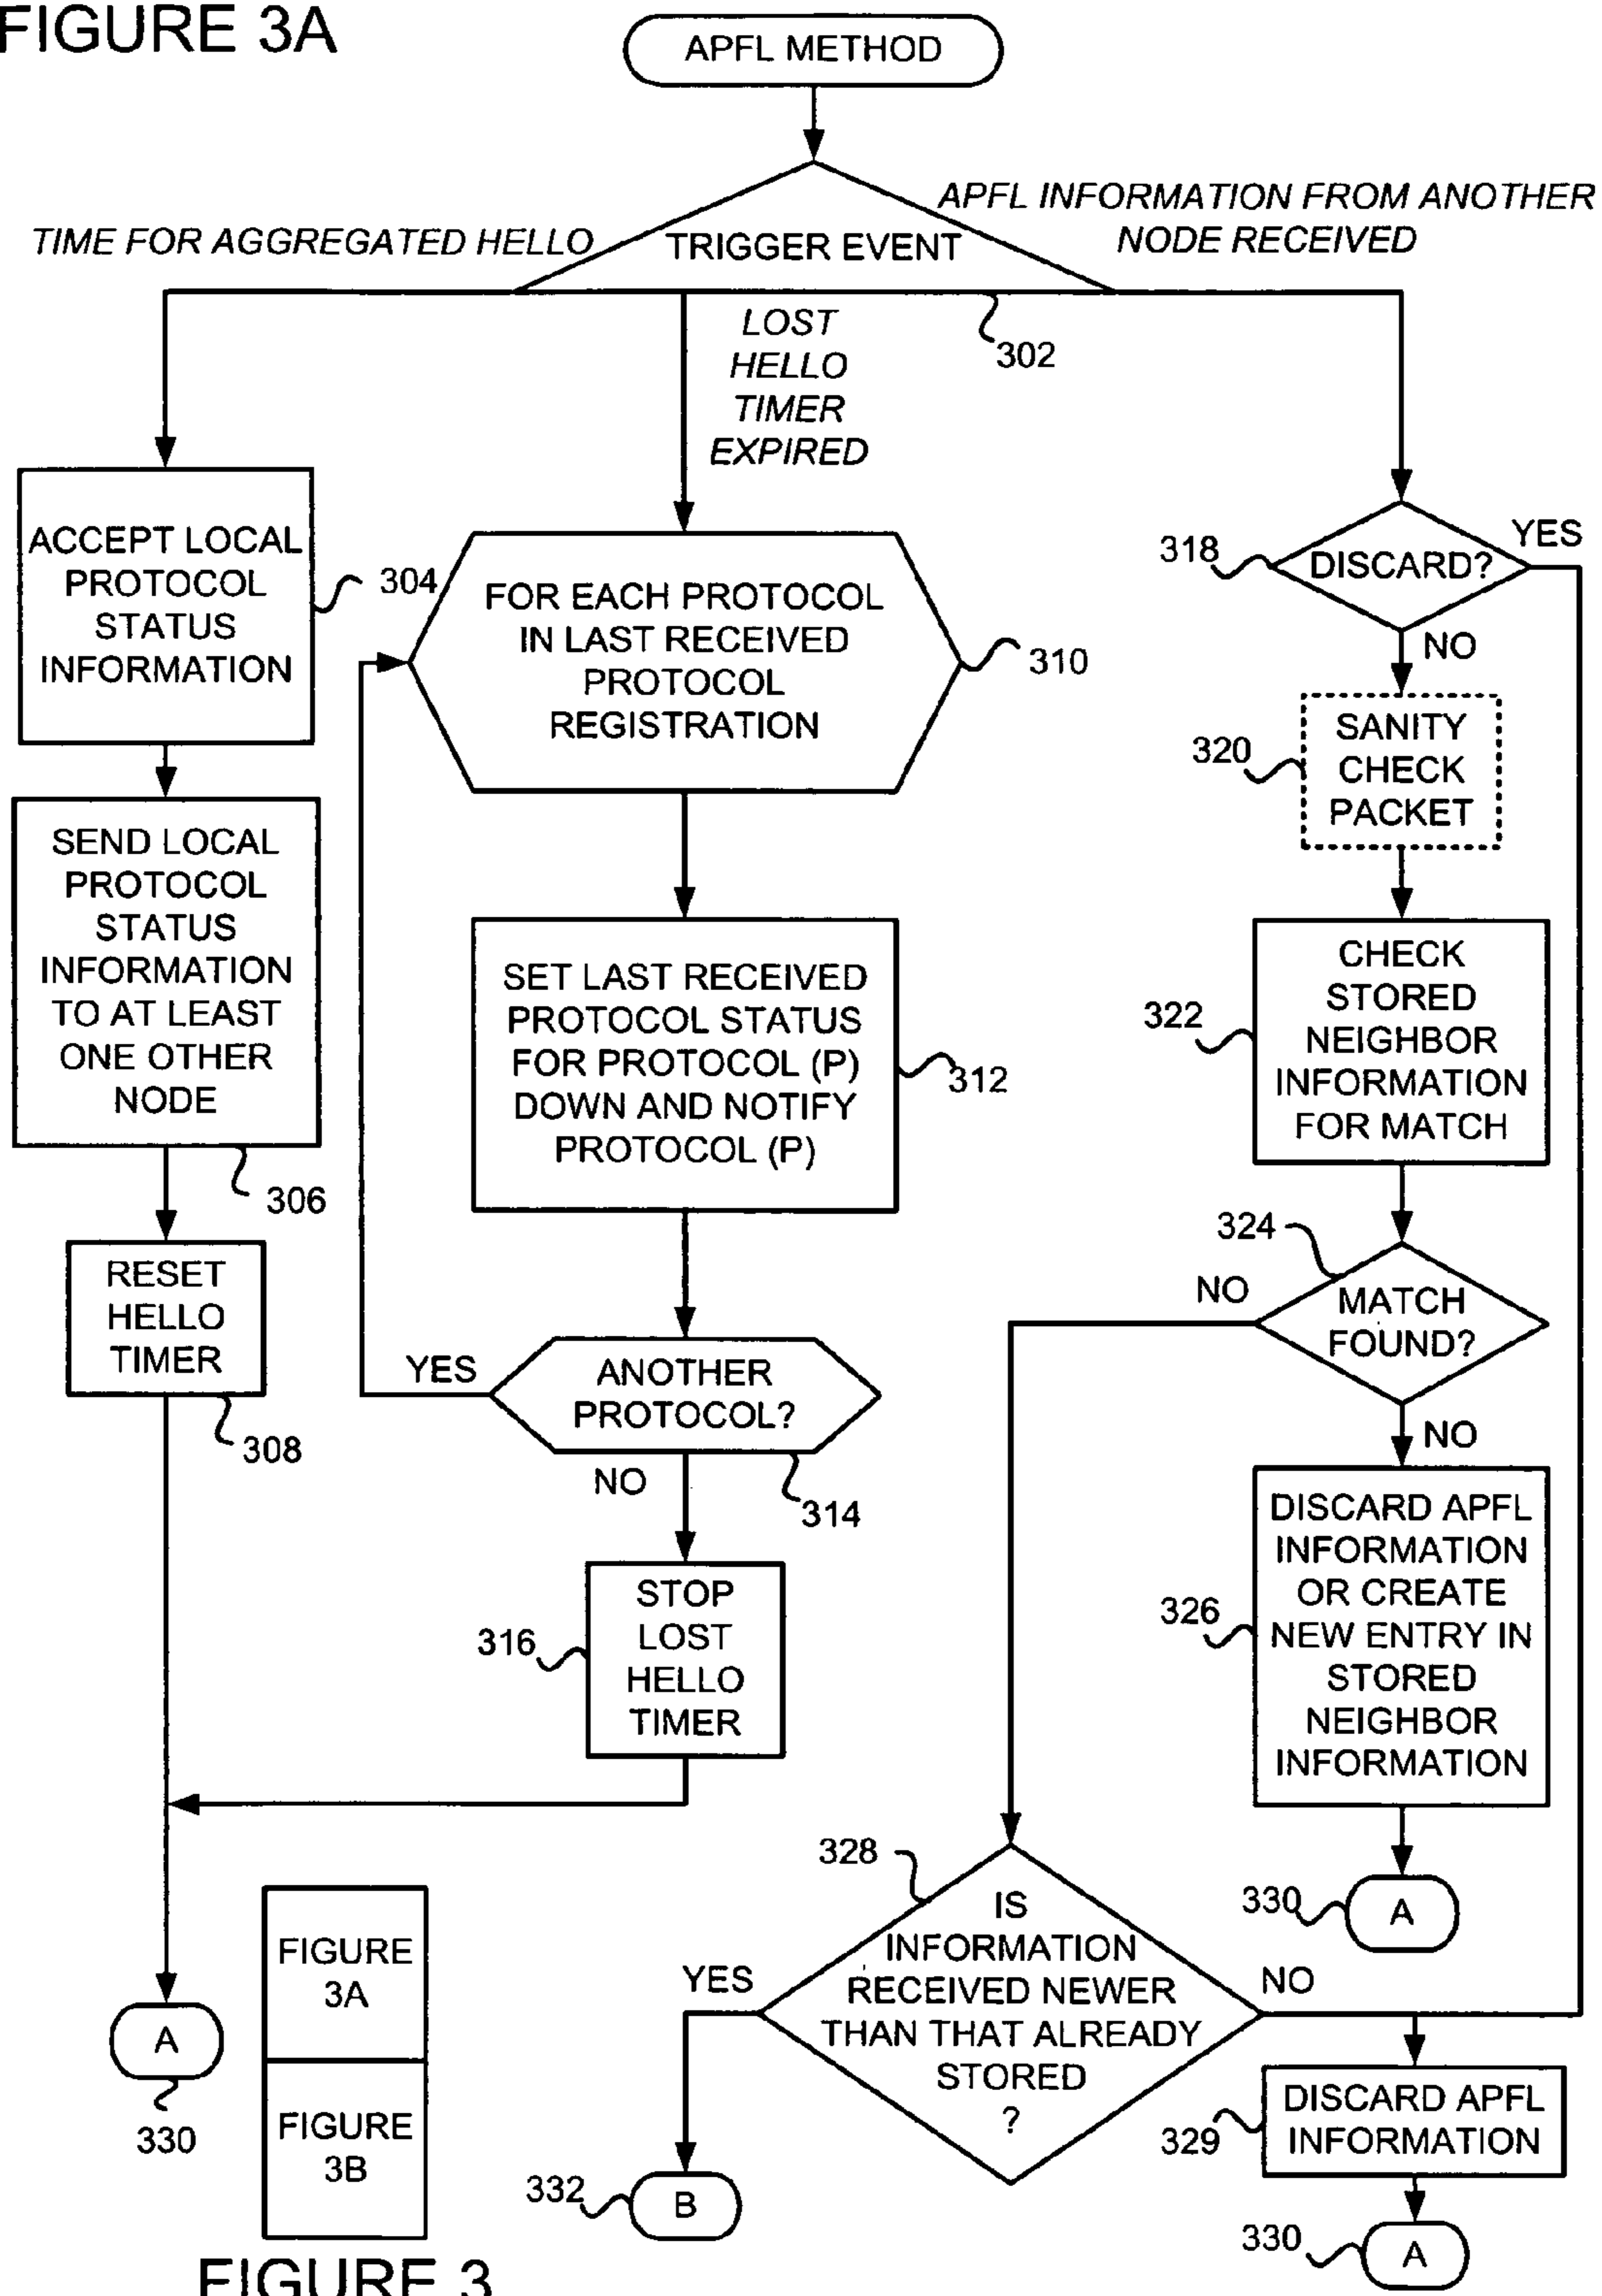 FIGURE 3A
APFL METHOD
TRIGGER EVENT
TIME FOR AGGREGATED HELLO
APFL INFORMATION FROM ANOTHER
NODE RECEIVED
LOST
HELLO
TIMER
EXPIRED
302
ACCEPT LOCAL
PROTOCOL
STATUS
INFORMATION
304
SEND LOCAL
PROTOCOL
STATUS
INFORMATION
TO AT LEAST
ONE OTHER
NODE
306
RESET
HELLO
TIMER
308
A
330
FOR EACH PROTOCOL
IN LAST RECEIVED
PROTOCOL
REGISTRATION
310
SET LAST RECEIVED
PROTOCOL STATUS
FOR PROTOCOL (P)
DOWN AND NOTIFY
PROTOCOL (P)
312
ANOTHER
PROTOCOL?
YES
NO
314
STOP
LOST
HELLO
TIMER
316
318
DISCARD?
YES
NO
320
SANITY
CHECK
PACKET
322
CHECK
STORED
NEIGHBOR
INFORMATION
FOR MATCH
324
MATCH
FOUND?
NO
NO
326
DISCARD APFL
INFORMATION
OR CREATE
NEW ENTRY IN
STORED
NEIGHBOR
INFORMATION
330
A
328
IS
INFORMATION
RECEIVED NEWER
THAN THAT ALREADY
STORED
?
YES
NO
332
B
329
DISCARD APFL
INFORMATION
330
A
FIGURE
3A
FIGURE
3B
FIGURE 3